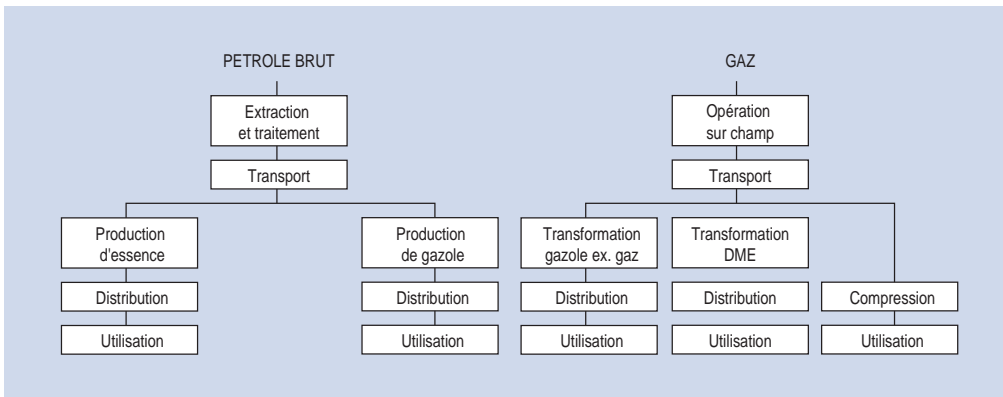 PETROLE BRUT
Extraction
et traitement
Transport
Production
d'essence
Distribution
Utilisation
Production
de gazole
Distribution
Utilisation
GAZ
Opération
sur champ
Transport
Transformation
gazole ex. gaz
Distribution
Utilisation
Transformation
DME
Distribution
Utilisation
Compression
Utilisation